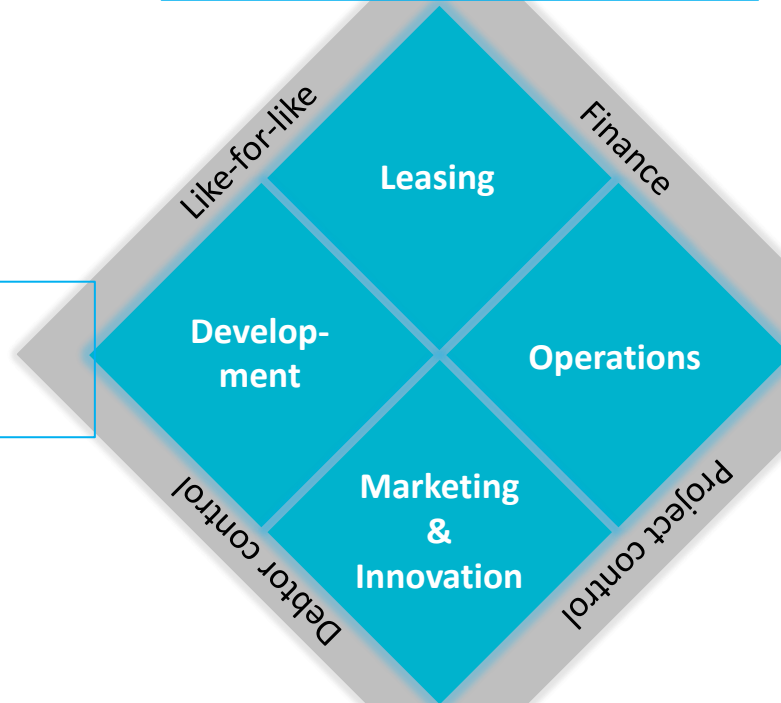 Like-for-like
Finance
Leasing
Develop-
ment
Operations
Marketing
&
Innovation
Debtor control
Project control